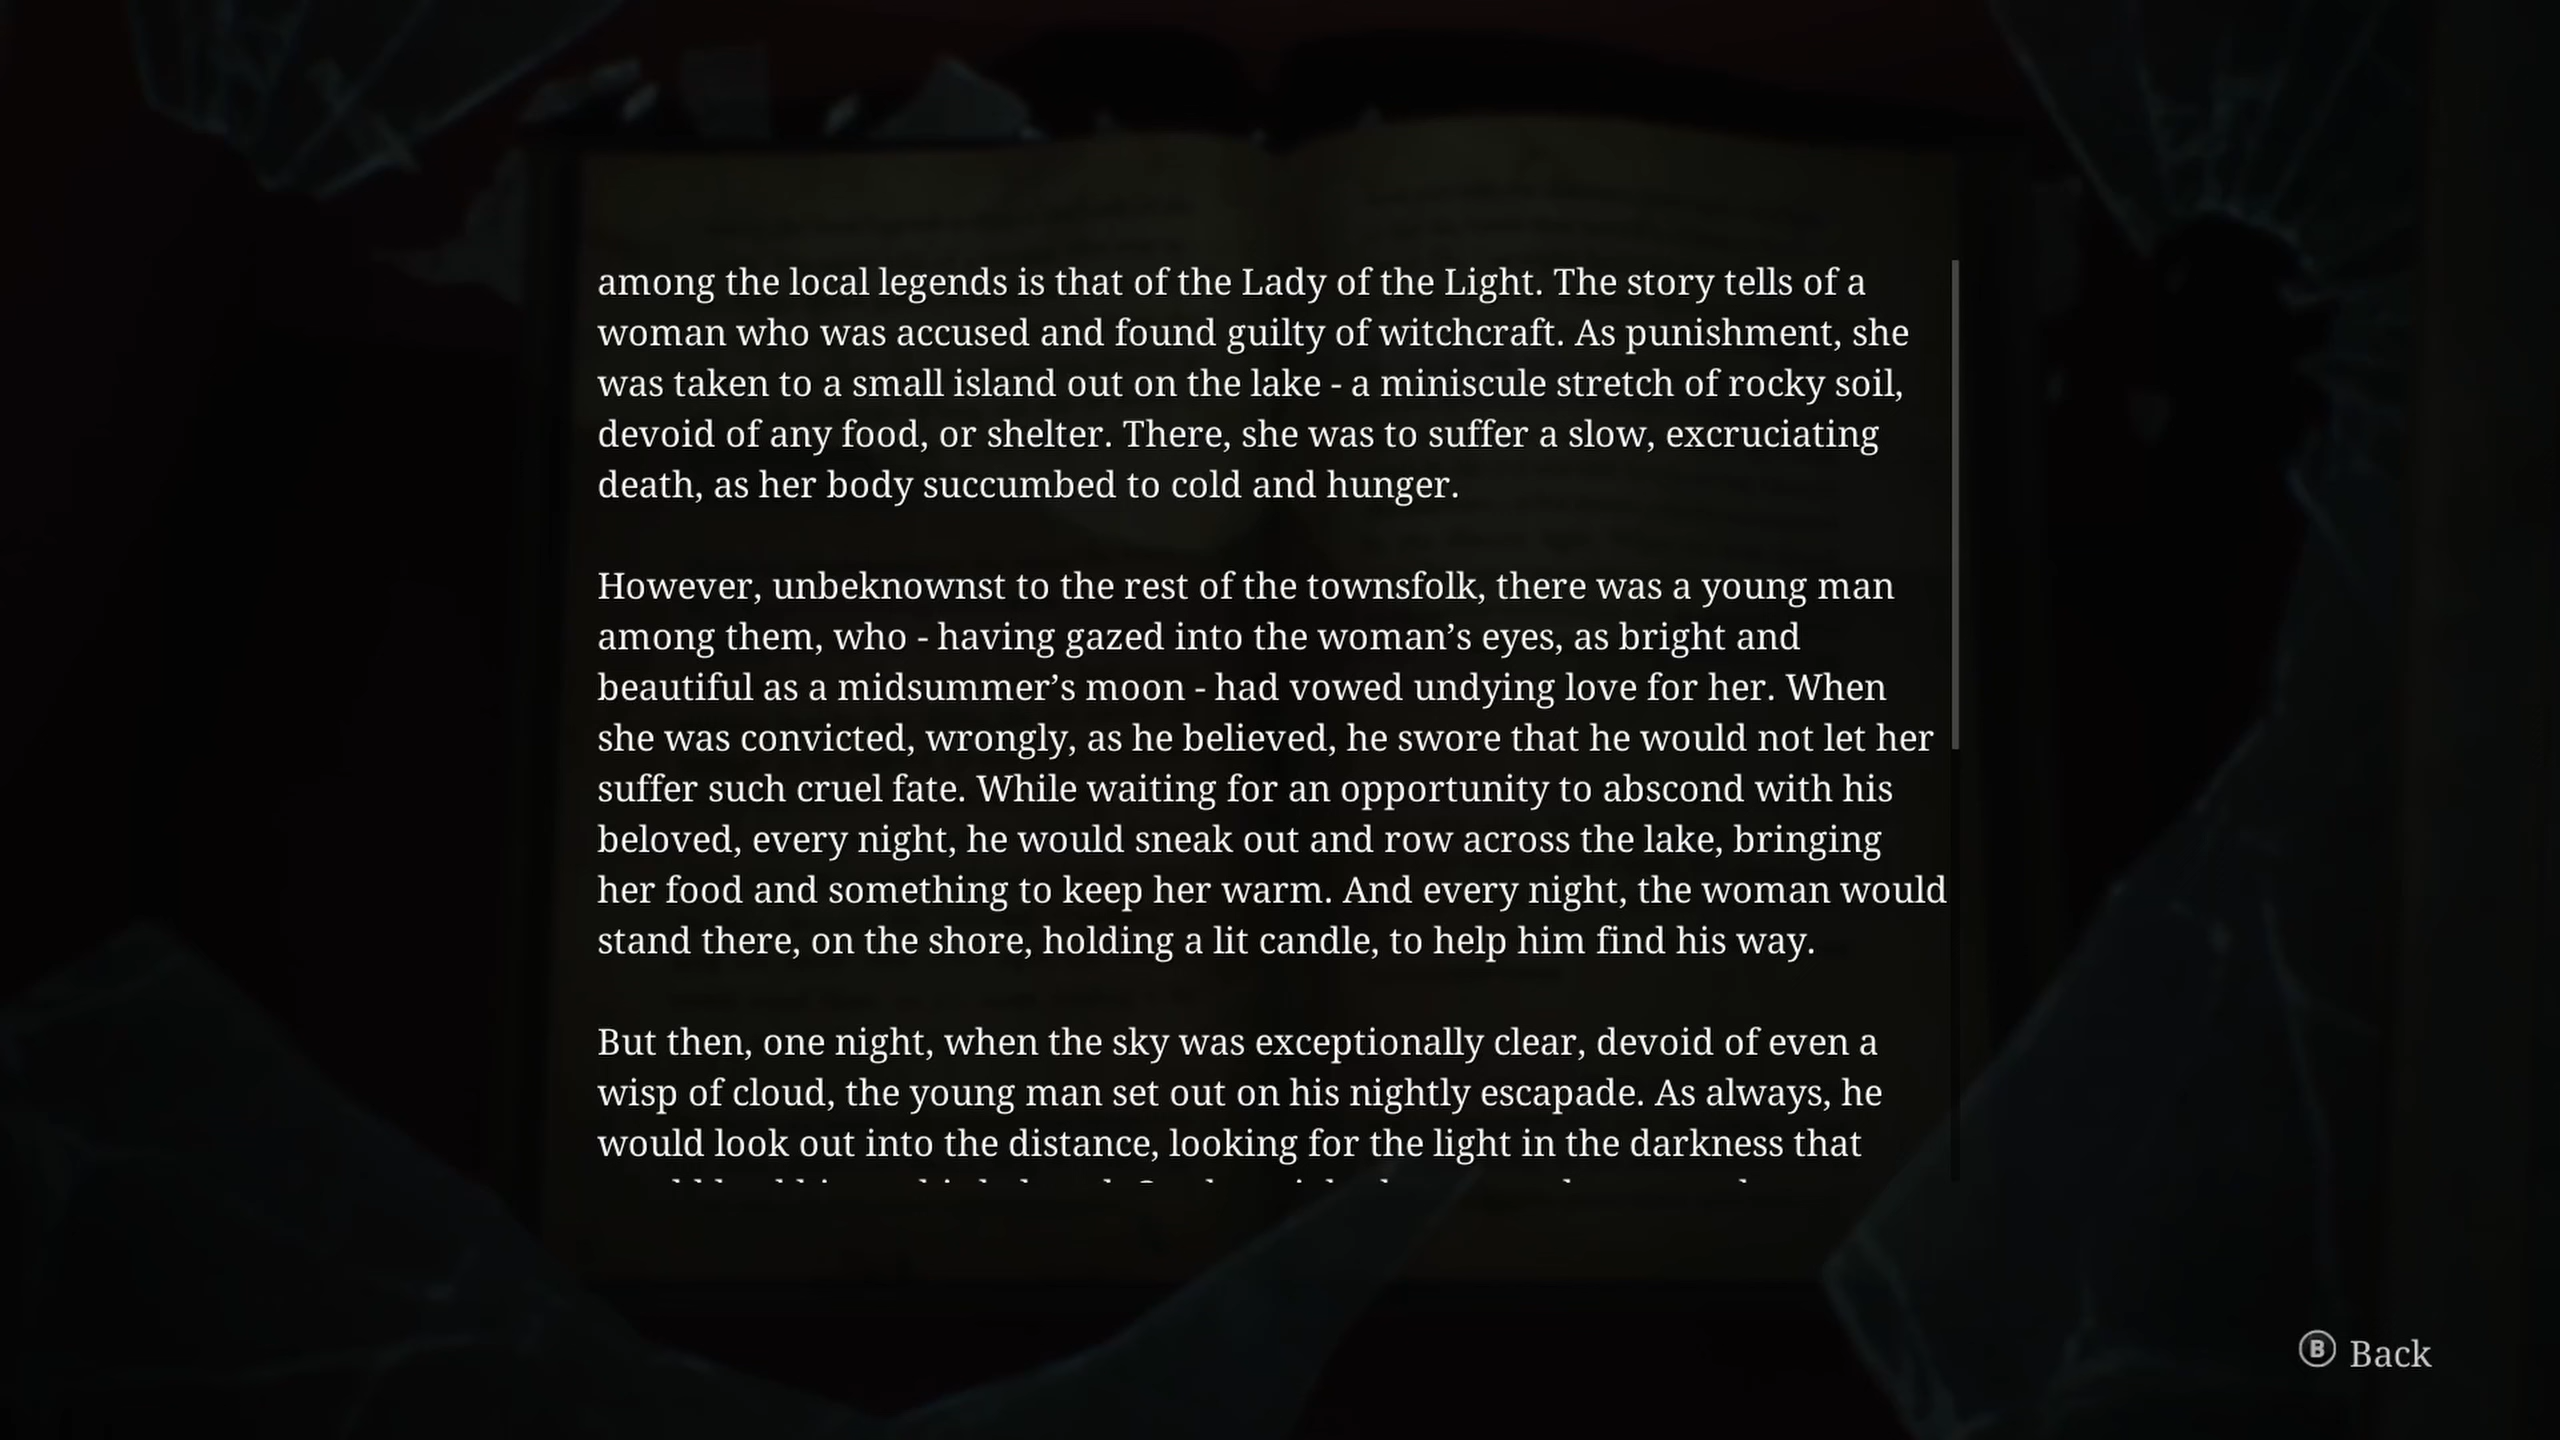 among the local legends is that of the Lady of the Light. The story tells of a
woman who was accused and found guilty of witchcraft. As punishment, she
was taken to a small island out on the lake - a miniscule stretch of rocky soil,
devoid of any food, or shelter. There, she was to suffer a slow, excruciating
death, as her body succumbed to cold and hunger.
However, unbeknownst to the rest of the townsfolk, there was a young man
among them, who - having gazed into the woman’s eyes, as bright and
beautiful as a midsummer’s moon - had vowed undying love for her. When
she was convicted, wrongly, as he believed, he swore that he would not let her
suffer such cruel fate. While waiting for an opportunity to abscond with his
beloved, every night, he would sneak out and row across the lake, bringing
her food and something to keep her warm. And every night, the woman would
stand there, on the shore, holding a lit candle, to help him find his way.
But then, one night, when the sky was exceptionally clear, devoid of even a
wisp of cloud, the young man set out on his nightly escapade. As always, he
would look out into the distance, looking for the light in the darkness that
B Back